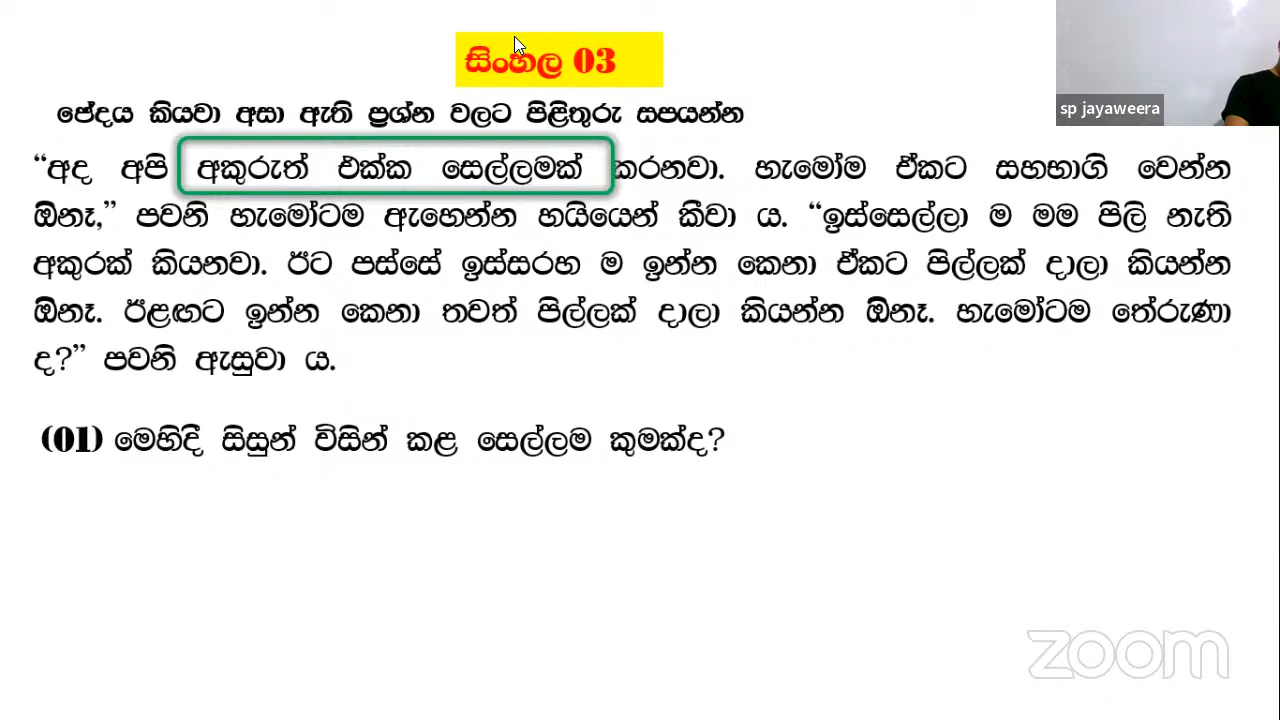 සිංහල 03
sp jayaweera
ඡේදය කියවා අසා ඇති ප්‍රශ්න වලට පිළිතුරු සපයන්න
“අද අපි අකුරුත් එක්ක සෙල්ලමක් කරනවා. හැමෝම ඒකට සහභාගි වෙන්න
ඕනෑ,” පවනි හැමෝටම ඇහෙන්න හයියෙන් කීවා ය. “ඉස්සෙල්ලා ම මම පිලි නැති
අකුරක් කියනවා. ඊට පස්සේ ඉස්සරහ ම ඉන්න කෙනා ඒකට පිල්ලක් දාලා කියන්න
ඕනෑ. ඊළඟට ඉන්න කෙනා තවත් පිල්ලක් දාලා කියන්න ඕනෑ. හැමෝටම තේරුණා
ද?” පවනි ඇසුවා ය.
(01) මෙහිදී සිසුන් විසින් කළ සෙල්ලම කුමක්ද?
zoom